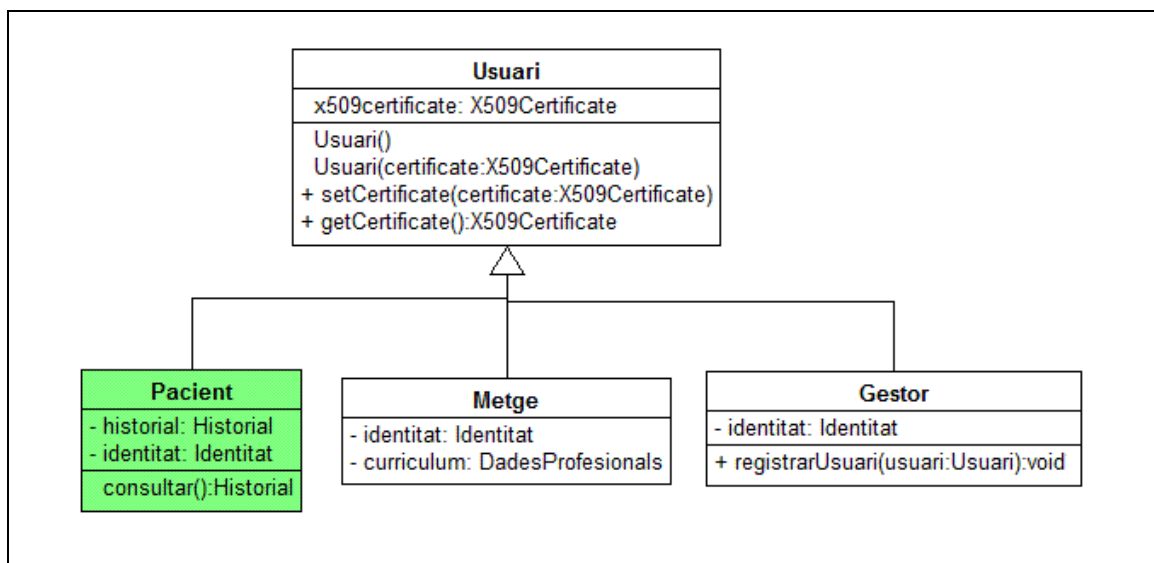 Usuari
x509certificate: X509Certificate
Usuari()
Usuari(certificate:X509Certificate)
+ setCertificate(certificate:X509Certificate)
+ getCertificate():X509Certificate
Pacient
- historial: Historial
- identitat: Identitat
consultar():Historial
Metge
- identitat: Identitat
- curriculum: DadesProfesionals
Gestor
- identitat: Identitat
+ registrarUsuari(usuari:Usuari):void